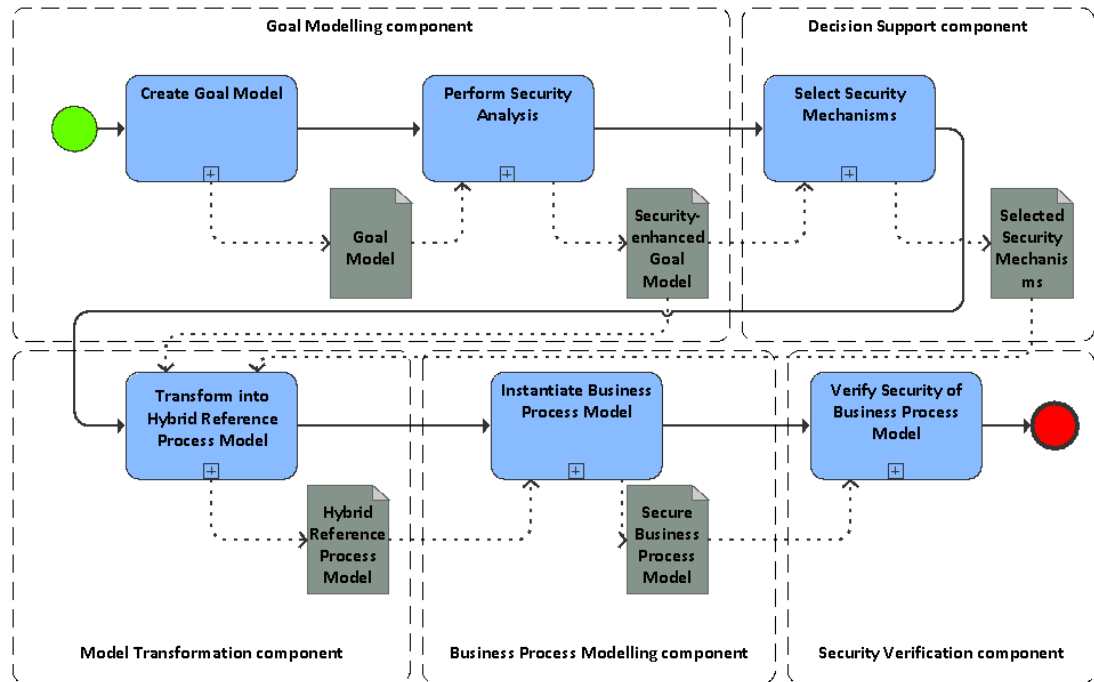 Goal Modelling component
Decision Support component
Create Goal Model
Perform Security
Analysis
Select Security
Mechanisms
Goal
Model
Security-
enhanced
Goal
Model
Selected
Security
Mechanis
ms
Transform into
Hybrid Reference
Process Model
Instantiate Business
Process Model
Verify Security of
Business Process
Model
Hybrid
Reference
Process
Model
Secure
Business
Process
Model
Model Transformation component
Business Process Modelling component
Security Verification component